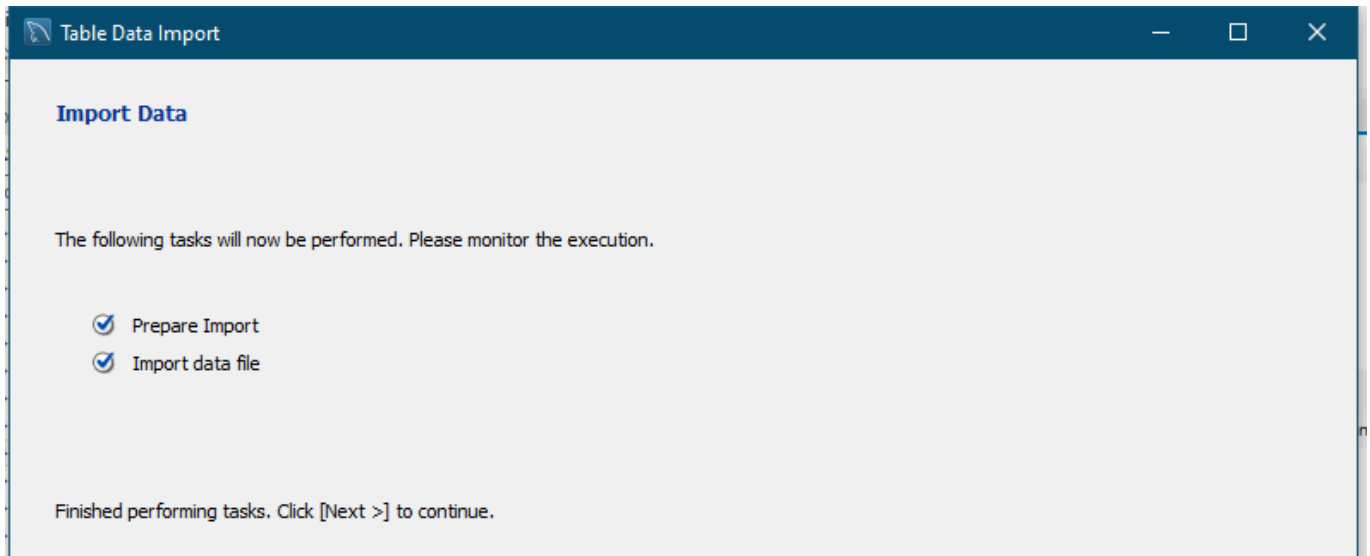 Table Data Import
Import Data
The following tasks will now be performed. Please monitor the execution.
Prepare Import
Import data file
Finished performing tasks. Click [Next >] to continue.